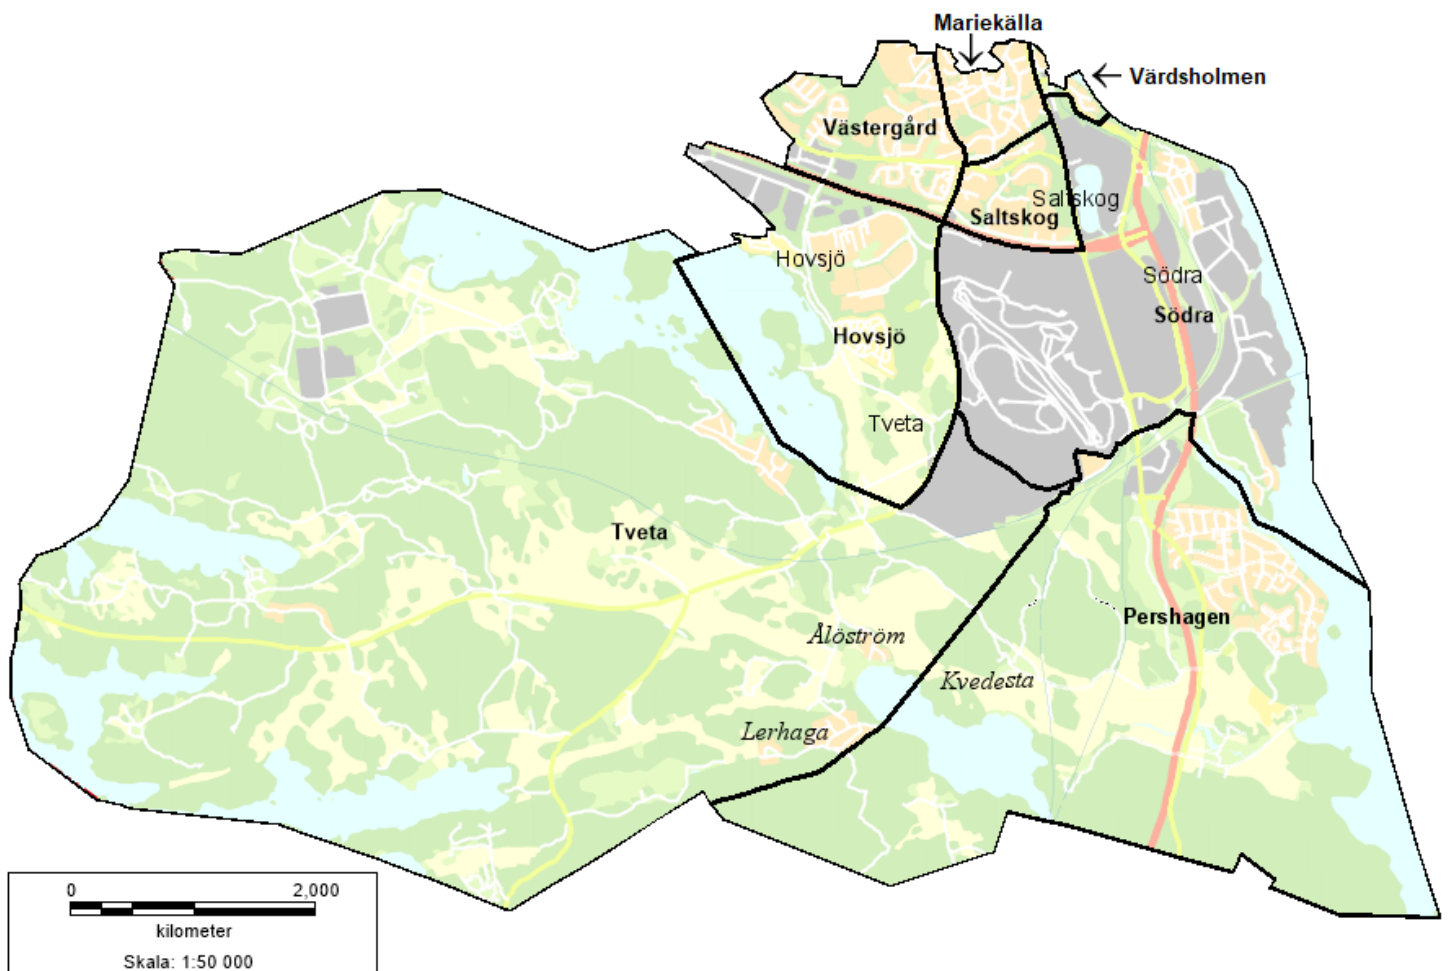 Mariekälla
Värdsholmen
Västergård
Saltskog
Saltskog
Hovsjö
Södra
Södra
Hovsjö
Tveta
Tveta
Pershagen
Ålöström
Kvedesta
Lerhaga
0 2,000
kilometer
Skala: 1:50 000